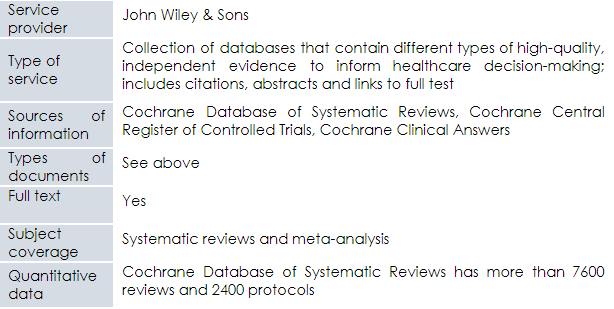 Service provider
John Wiley & Sons
Type of service
Collection of databases that contain different types of high-quality,
independent evidence to inform healthcare decision-making;
includes citations, abstracts and links to full test
Sources of information
Cochrane Database of Systematic Reviews, Cochrane Central
Register of Controlled Trials, Cochrane Clinical Answers
Types of documents
See above
Full text
Yes
Subject coverage
Systematic reviews and meta-analysis
Quantitative data
Cochrane Database of Systematic Reviews has more than 7600
reviews and 2400 protocols